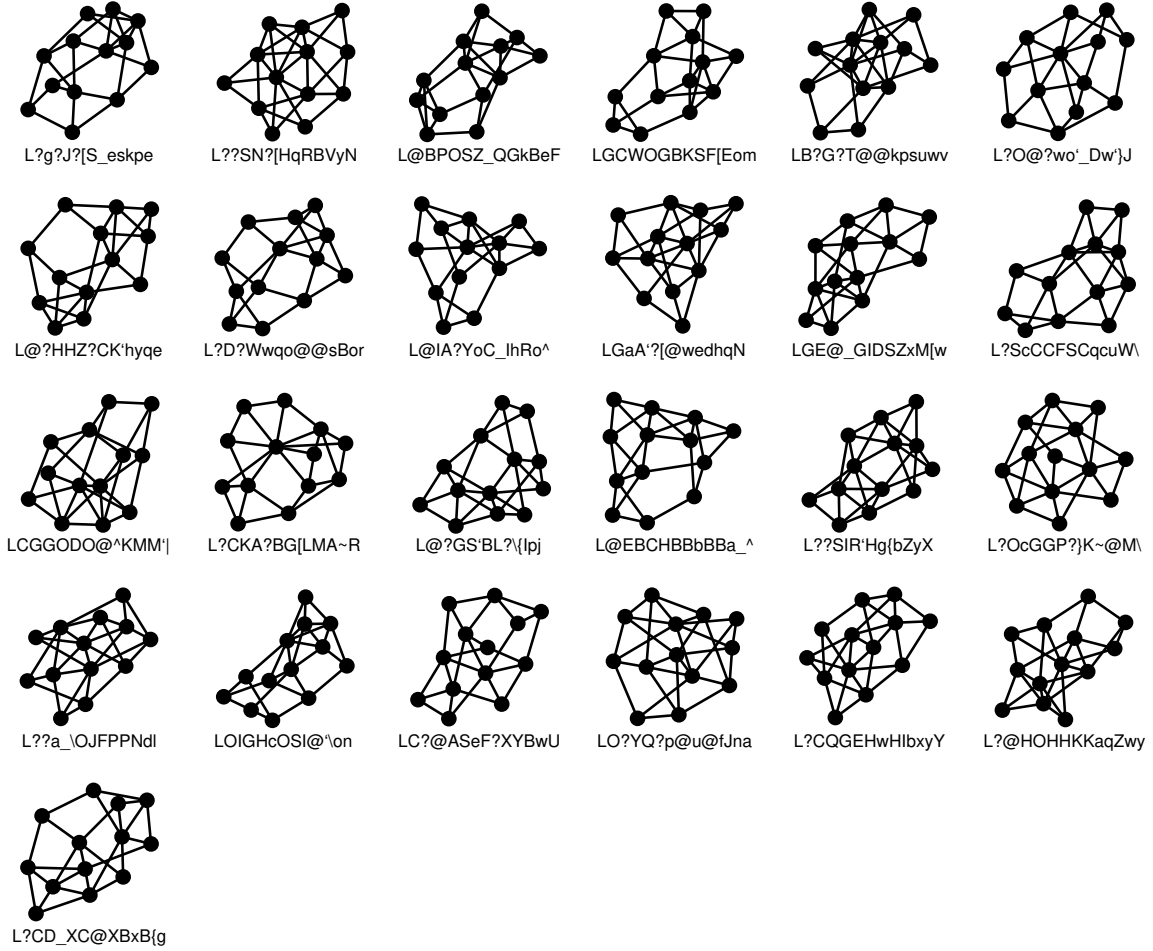 L?g?J?[S_eskpe
L??SN?[HqRBVyN
L@BPOSZ_QGkBeF
LGCWOGBKSF[Eom
LB?G?T@@kpsuwv
L?O@?wo‘_Dw‘}J
L@?HHZ?CK‘hyqe
L?D?Wwqo@@sBor
L@IA?YoC_IhRo^
LGaA‘?[@wedhqN
LGE@_GIDSZxM[w
L?ScCCFSCqcuW\
LCGGODO@^KMM‘|
L?CKA?BG[LMA~R
L@?GS‘BL?\{Ipj
L@EBCHBBbBBa_^
L??SIR‘Hg{bZyX
L?OcGGP?}K~@M\
L??a_\OJFPPNdI
LOIGHcOSI@‘\on
LC?@ASeF?XYBwU
LO?YQ?p@u@fJna
L?CQGEHwHIbxyY
L?@HOHHKKaqZwy
L?CD_XC@XBxB{g